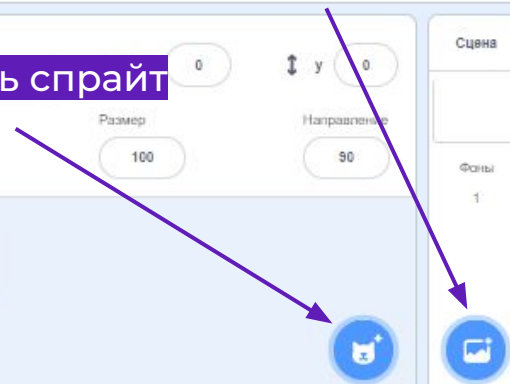 ь спрайт
0
y
0
Сцена
Размер
Направление
100
90
Фоны
1